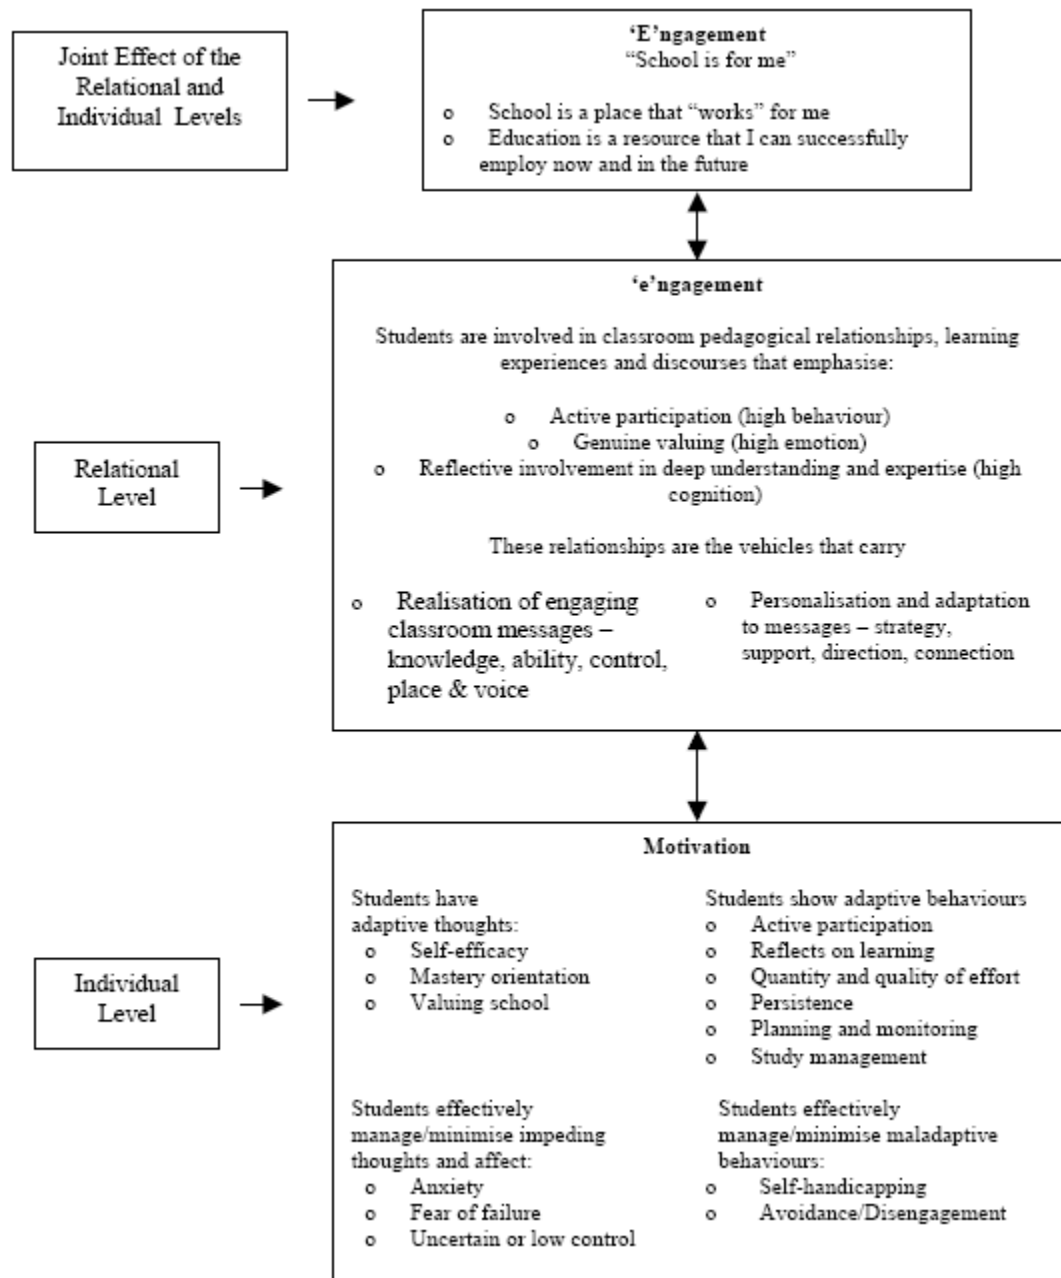 Joint Effect of the
Relational and
Individual Levels
‘E’ngagement
“School is for me”
o School is a place that “works” for me
o Education is a resource that I can successfully
employ now and in the future
Relational
Level
‘e’ngagement
Students are involved in classroom pedagogical relationships, learning
experiences and discourses that emphasise:
o Active participation (high behaviour)
o Genuine valuing (high emotion)
o Reflective involvement in deep understanding and expertise (high
cognition)
These relationships are the vehicles that carry
o Realisation of engaging
classroom messages –
knowledge, ability, control,
place & voice
o Personalisation and adaptation
to messages – strategy,
support, direction, connection
Individual
Level
Motivation
Students have
adaptive thoughts:
o Self-efficacy
o Mastery orientation
o Valuing school
Students show adaptive behaviours
o Active participation
o Reflects on learning
o Quantity and quality of effort
o Persistence
o Planning and monitoring
o Study management
Students effectively
manage/minimise impeding
thoughts and affect:
o Anxiety
o Fear of failure
o Uncertain or low control
Students effectively
manage/minimise maladaptive
behaviours:
o Self-handicapping
o Avoidance/Disengagement